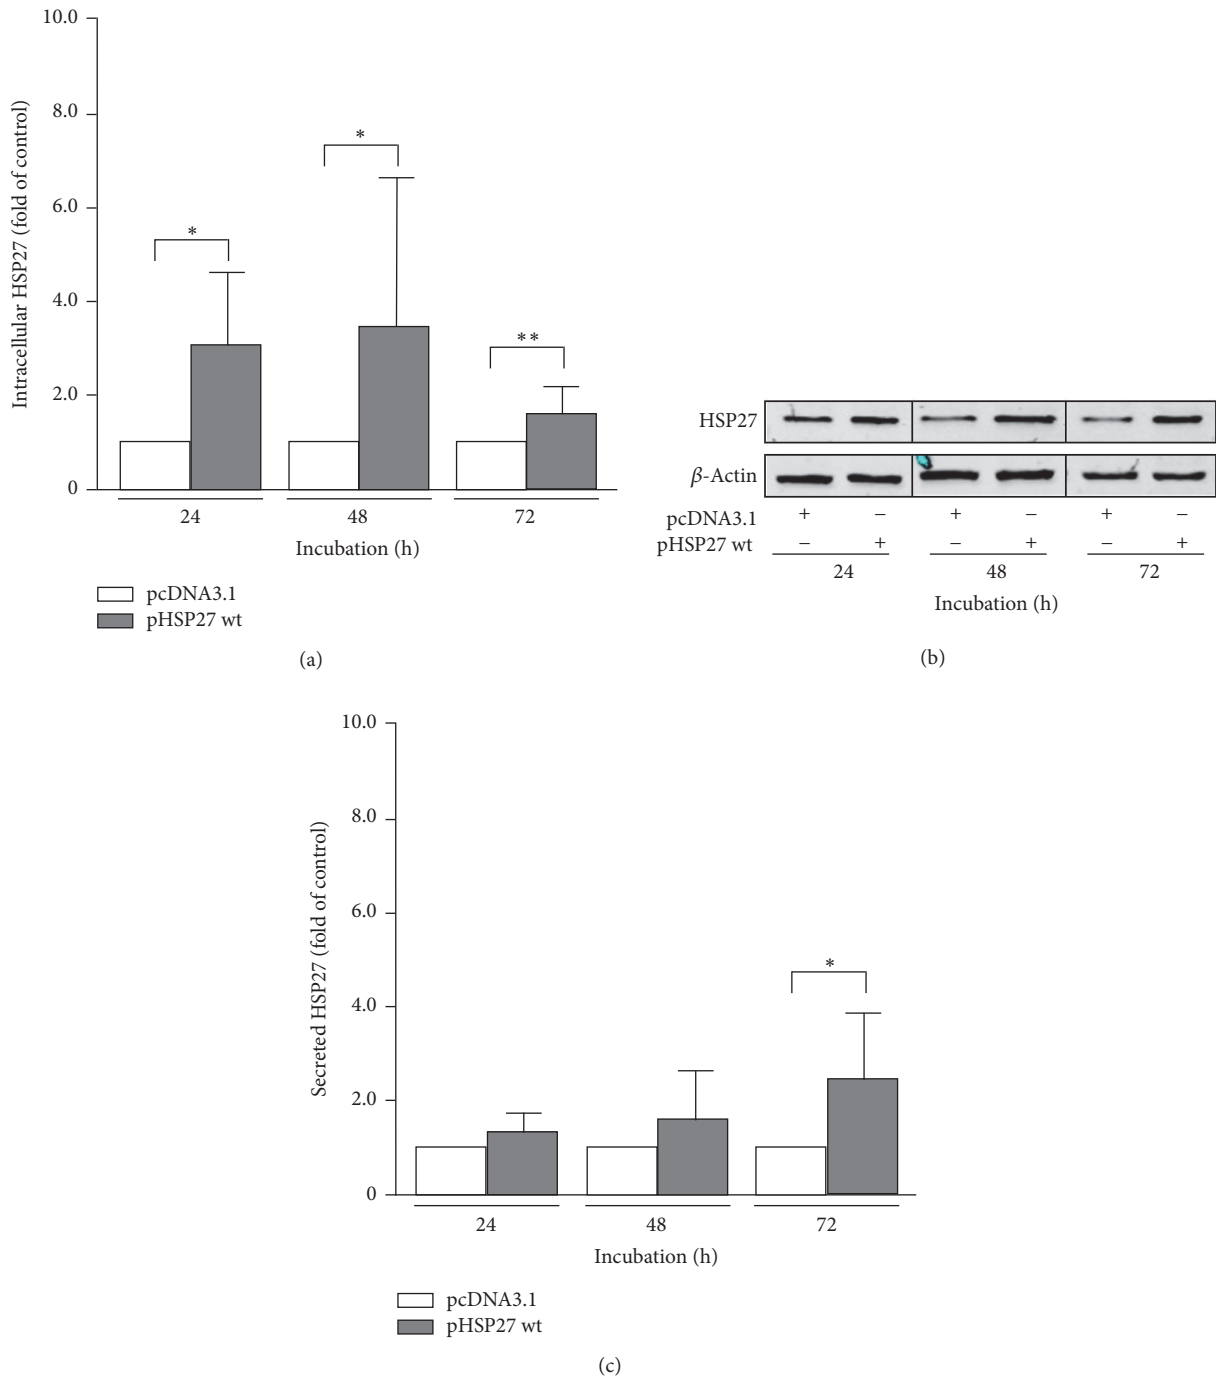 10.0
8.0
6.0
4.0
2.0
0
Intracellular HSP27 (fold of control)
*
*
**
24 48 72
Incubation (h)
pcDNA3.1
pHSP27 wt
(a)
HSP27
β-Actin
pcDNA3.1 + − + − + −
pHSP27 wt − + − + − +
24 48 72
Incubation (h)
(b)
10.0
8.0
6.0
4.0
2.0
0
Secreted HSP27 (fold of control)
*
24 48 72
Incubation (h)
pcDNA3.1
pHSP27 wt
(c)